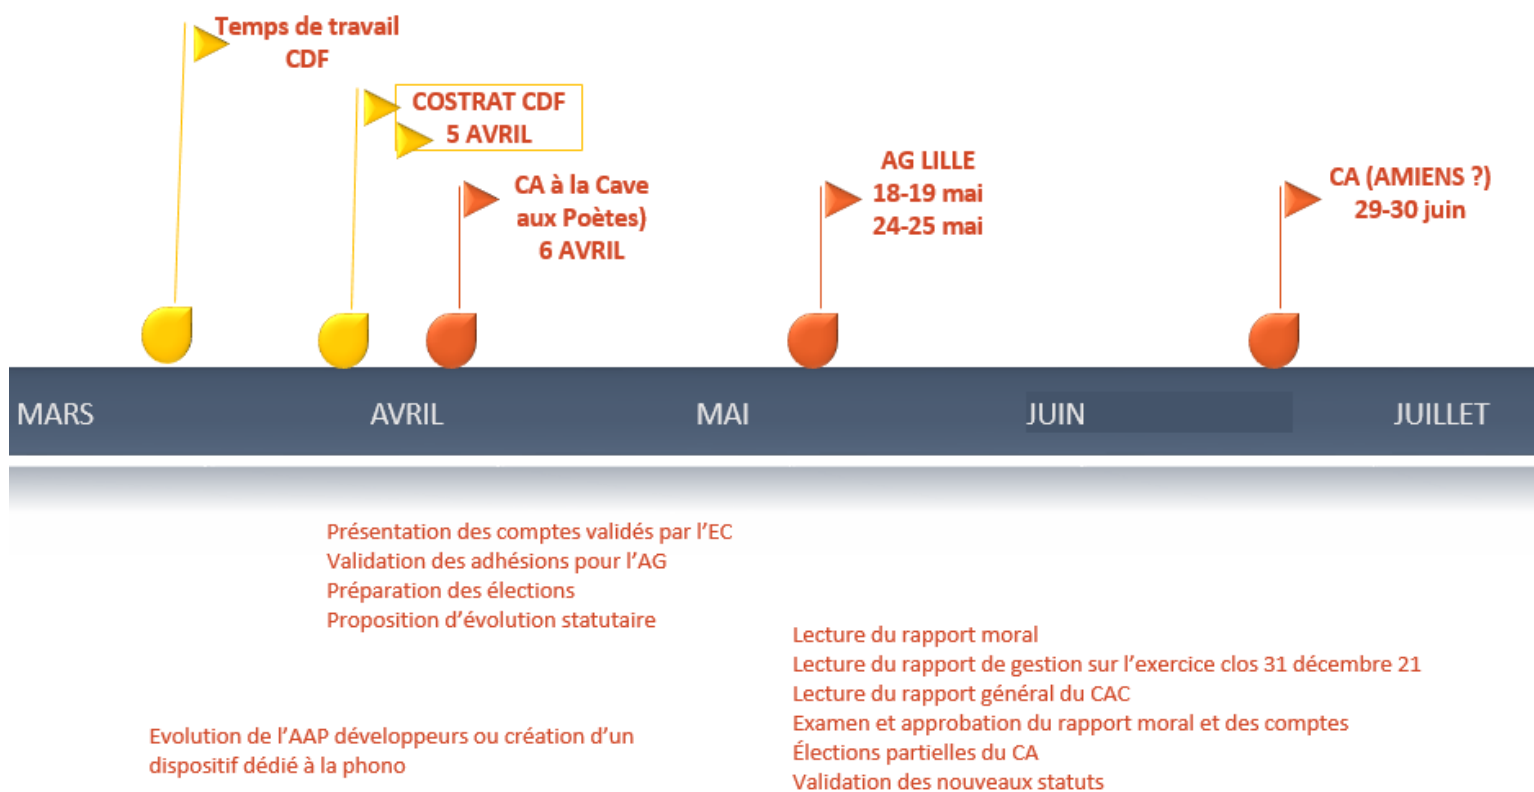 Temps de travail
CDF
COSTRAT CDF
5 AVRIL
CA à la Cave
aux Poètes)
6 AVRIL
AG LILLE
18-19 mai
24-25 mai
CA (AMIENS ?)
29-30 juin
MARS
AVRIL
MAI
JUIN
JUILLET
Présentation des comptes validés par l’EC
Validation des adhésions pour l’AG
Préparation des élections
Proposition d’évolution statutaire
Lecture du rapport moral
Lecture du rapport de gestion sur l’exercice clos 31 décembre 21
Lecture du rapport général du CAC
Examen et approbation du rapport moral et des comptes
Élections partielles du CA
Validation des nouveaux statuts
Evolution de l’AAP développeurs ou création d’un
dispositif dédié à la phono